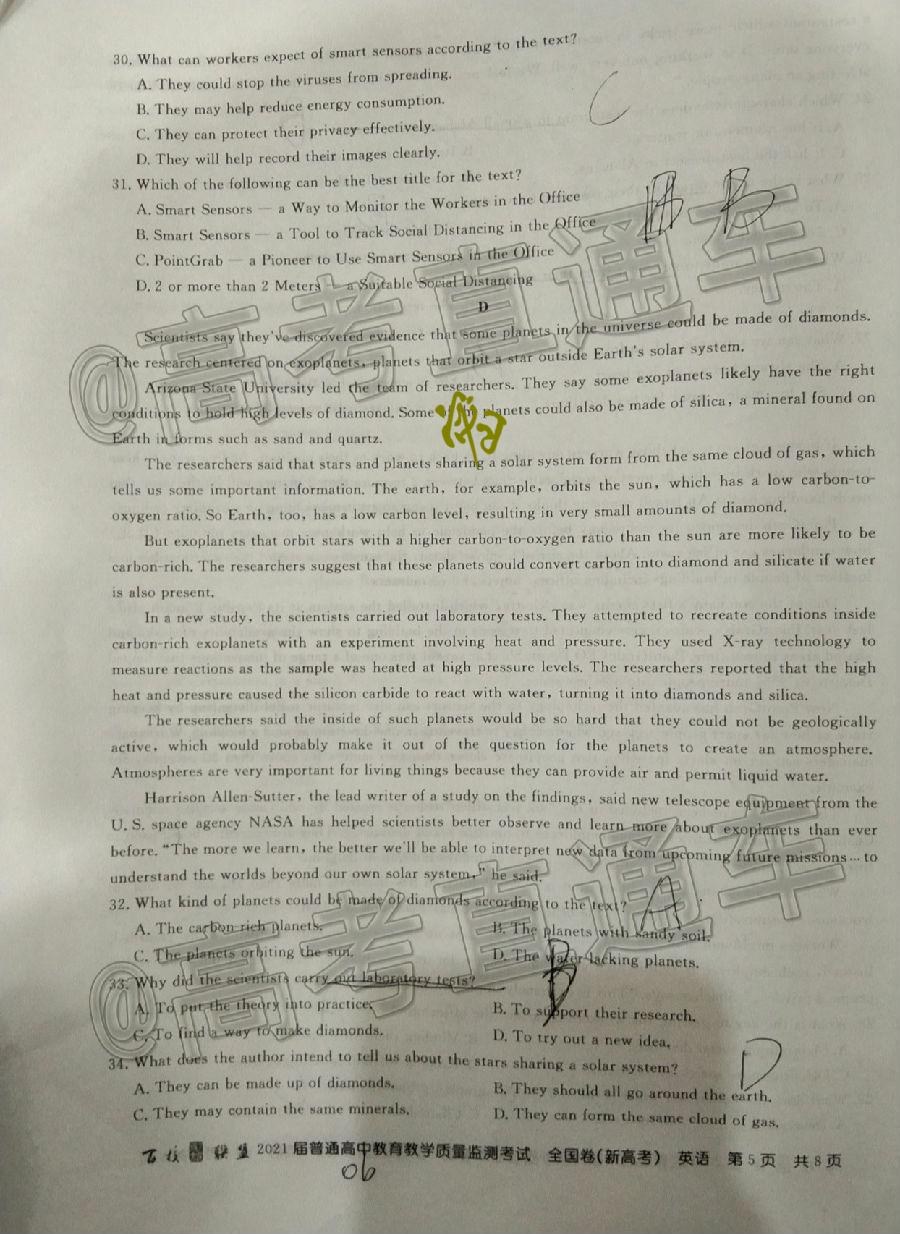 30. What can workers expect of smart sensors according to the text?
A. They could stop the viruses from spreading.
B. They may help reduce energy consumption.
C
C. They can protect their privacy effectively.
D. They will help record their images clearly.
31. Which of the following can be the best title for the text?
A. Smart Sensors — a Way to Monitor the Workers in the Office
B
B. Smart Sensors — a Tool to Track Social Distancing in the Office
C. PointGrab — a Pioneer to Use Smart Sensors in the Office
D. 2 or more than 2 Meters — a Suitable Social Distancing
@高考直通车
D
Scientists say they've discovered evidence that some planets in the universe could be made of diamonds.
The research centered on exoplanets, planets that orbit a star outside Earth's solar system.
Arizona State University led the team of researchers. They say some exoplanets likely have the right
conditions to hold high levels of diamond. Some planets could also be made of silica, a mineral found on
Earth in forms such as sand and quartz.
The researchers said that stars and planets sharing a solar system form from the same cloud of gas, which
tells us some important information. The earth, for example, orbits the sun, which has a low carbon-to-
oxygen ratio. So Earth, too, has a low carbon level, resulting in very small amounts of diamond.
But exoplanets that orbit stars with a higher carbon-to-oxygen ratio than the sun are more likely to be
carbon-rich. The researchers suggest that these planets could convert carbon into diamond and silicate if water
is also present.
In a new study, the scientists carried out laboratory tests. They attempted to recreate conditions inside
carbon-rich exoplanets with an experiment involving heat and pressure. They used X-ray technology to
measure reactions as the sample was heated at high pressure levels. The researchers reported that the high
heat and pressure caused the silicon carbide to react with water, turning it into diamonds and silica.
The researchers said the inside of such planets would be so hard that they could not be geologically
active, which would probably make it out of the question for the planets to create an atmosphere.
Atmospheres are very important for living things because they can provide air and permit liquid water.
Harrison Allen-Sutter, the lead writer of a study on the findings, said new telescope equipment from the
U.S. space agency NASA has helped scientists better observe and learn more about exoplanets than ever
before. "The more we learn, the better we'll be able to interpret new data from upcoming future missions… to
understand the worlds beyond our own solar system," he said.
32. What kind of planets could be made of diamonds according to the text?
A
A. The carbon-rich planets. B. The planets with sandy soil.
C. The planets orbiting the sun. D. The water-lacking planets.
@高考直通车
33. Why did the scientists carry out laboratory tests?
B
A. To put the theory into practice. B. To support their research.
C. To find a way to make diamonds. D. To try out a new idea.
34. What does the author intend to tell us about the stars sharing a solar system?
D
A. They can be made up of diamonds. B. They should all go around the earth.
C. They may contain the same minerals. D. They can form the same cloud of gas.
百校联盟 2021届普通高中教育教学质量监测考试 全国卷(新高考) 英语 第5页 共8页
06